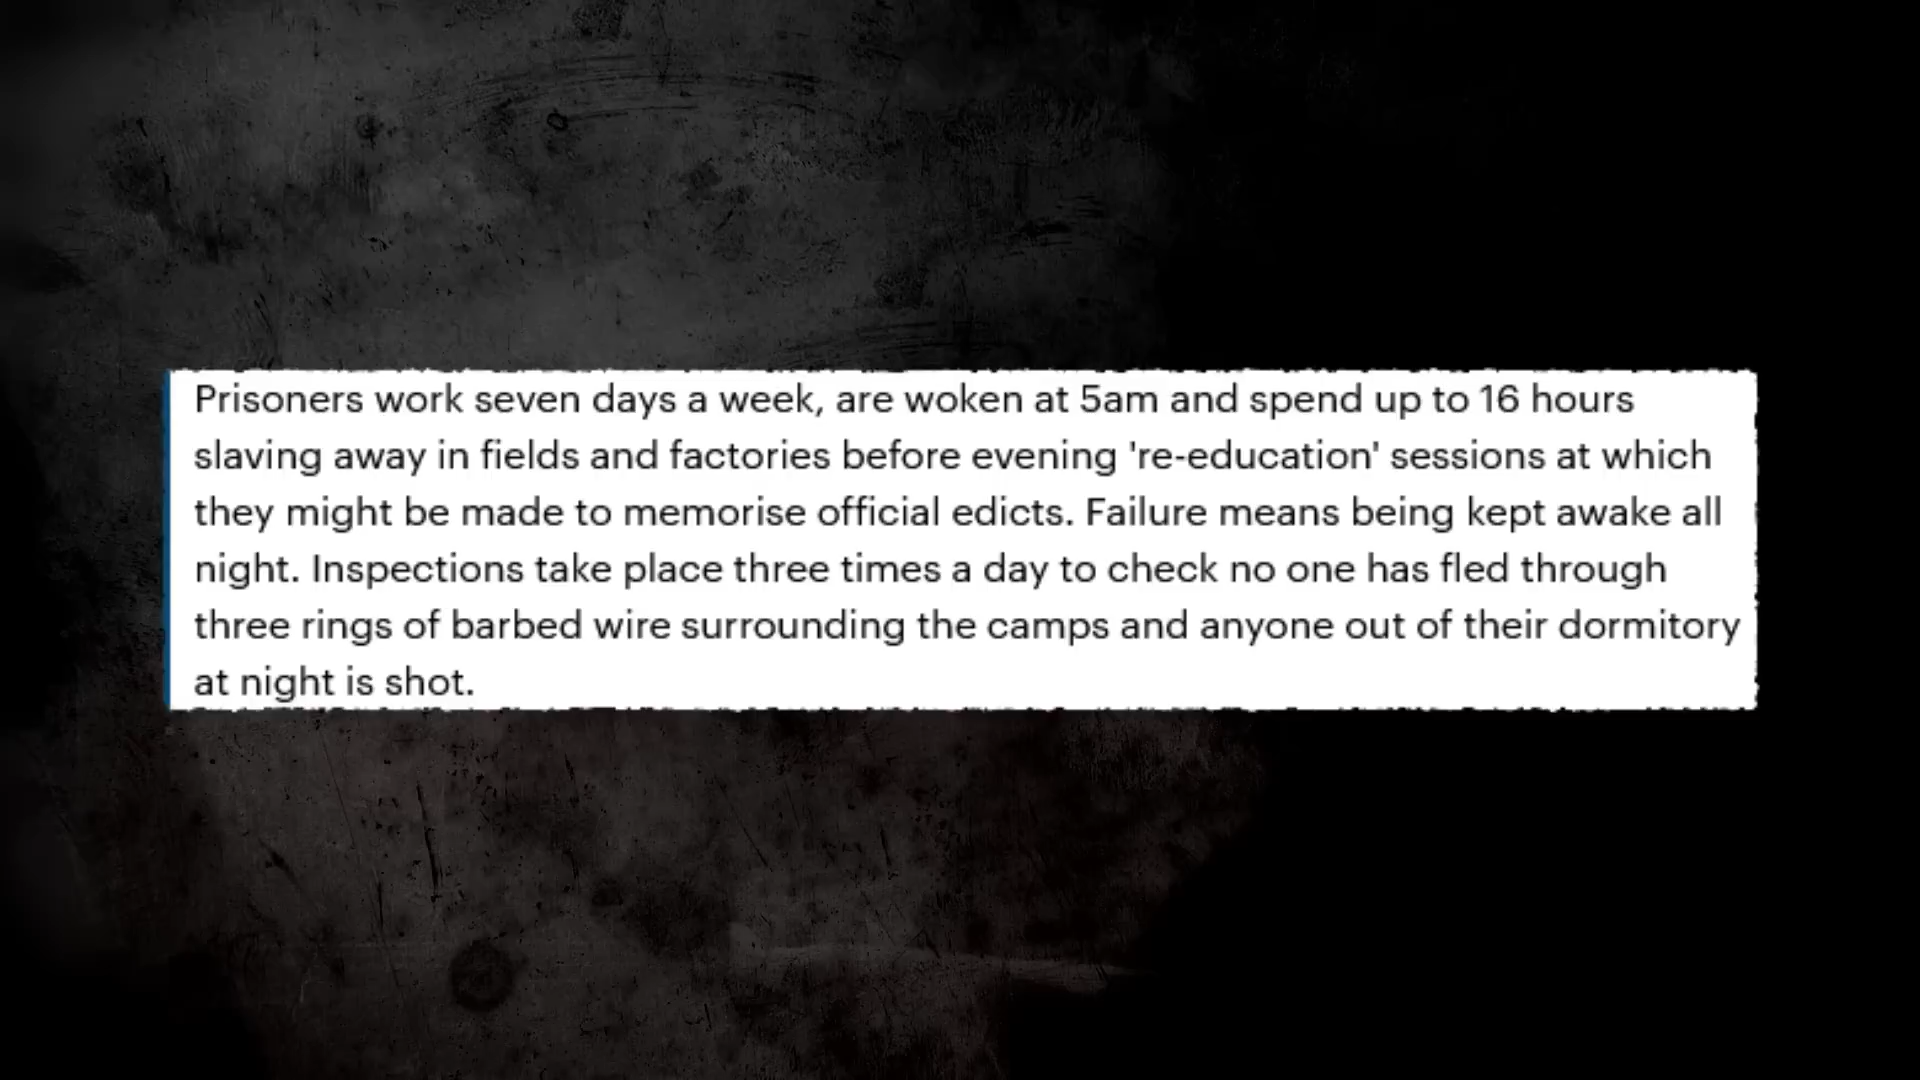 Prisoners work seven days a week, are woken at 5am and spend up to 16 hours
slaving away in fields and factories before evening 're-education' sessions at which
they might be made to memorise official edicts. Failure means being kept awake all
night. Inspections take place three times a day to check no one has fled through
three rings of barbed wire surrounding the camps and anyone out of their dormitory
at night is shot.